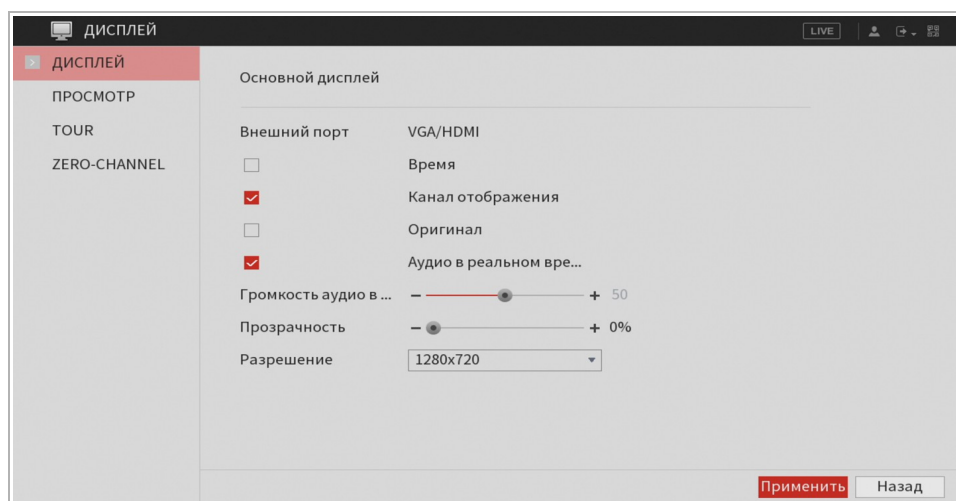 ДИСПЛЕЙ
LIVE
ДИСПЛЕЙ
ПРОСМОТР
TOUR
ZERO-CHANNEL
Основной дисплей
Внешний порт VGA/HDMI
Время
Канал отображения
Оригинал
Аудио в реальном вре...
Громкость аудио в ... 50
Прозрачность 0%
Разрешение 1280x720
Применить Назад